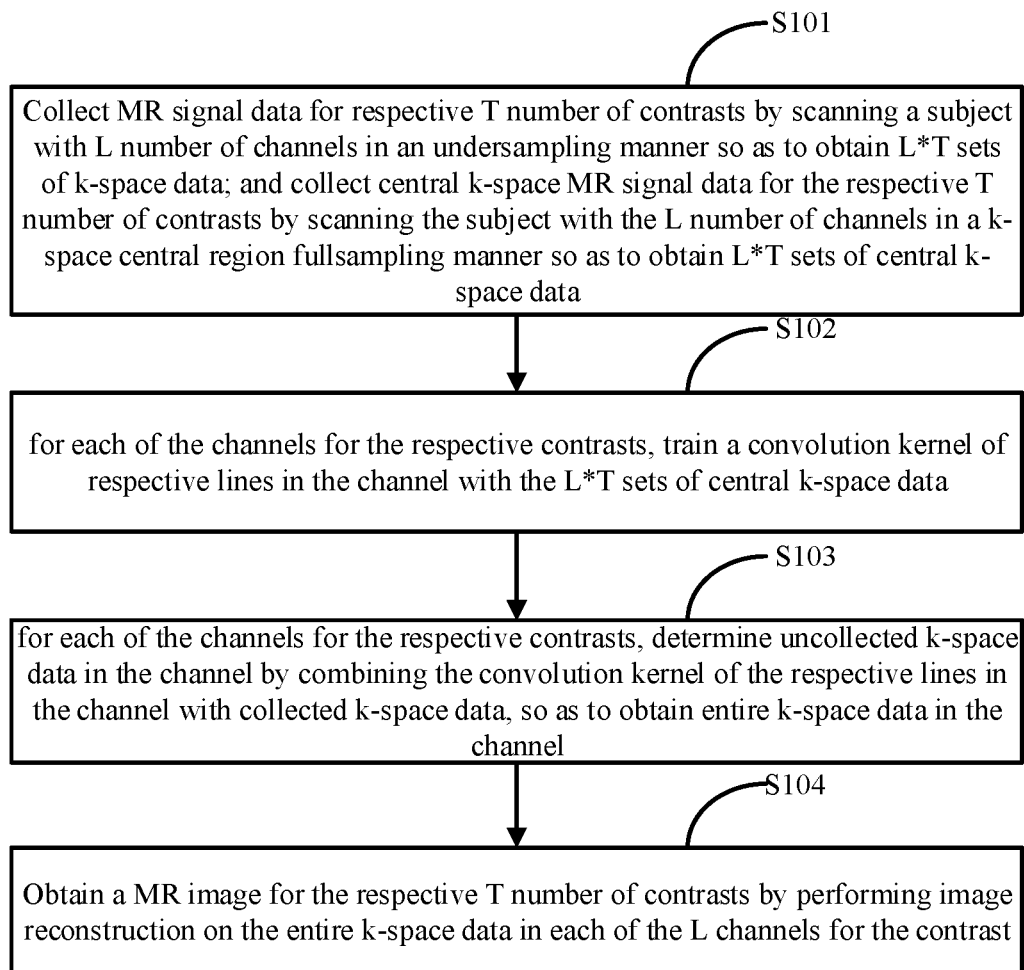 S101
Collect MR signal data for respective T number of contrasts by scanning a subject
with L number of channels in an undersampling manner so as to obtain L*T sets
of k-space data; and collect central k-space MR signal data for the respective T
number of contrasts by scanning the subject with the L number of channels in a k-
space central region fullsampling manner so as to obtain L*T sets of central k-
space data
S102
for each of the channels for the respective contrasts, train a convolution kernel of
respective lines in the channel with the L*T sets of central k-space data
S103
for each of the channels for the respective contrasts, determine uncollected k-space
data in the channel by combining the convolution kernel of the respective lines in
the channel with collected k-space data, so as to obtain entire k-space data in the
channel
S104
Obtain a MR image for the respective T number of contrasts by performing image
reconstruction on the entire k-space data in each of the L channels for the contrast